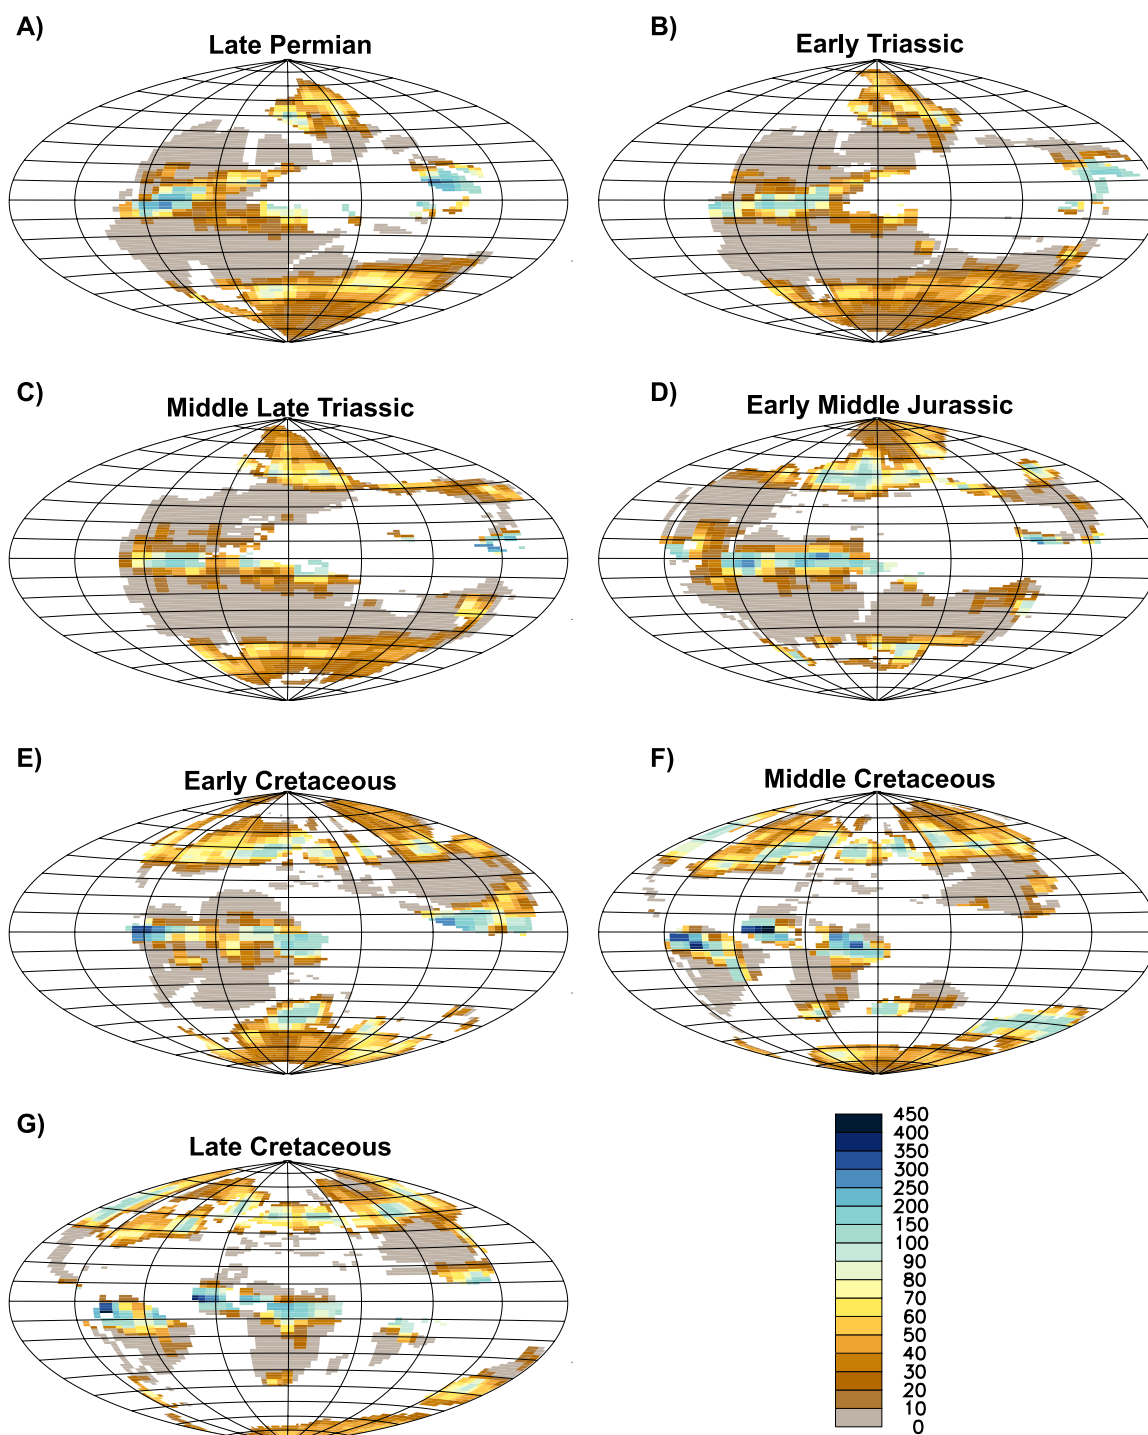 A)
Late Permian
B)
Early Triassic
C)
Middle Late Triassic
D)
Early Middle Jurassic
E)
Early Cretaceous
F)
Middle Cretaceous
G)
Late Cretaceous
450
400
350
300
250
200
150
100
90
80
70
60
50
40
30
20
10
0